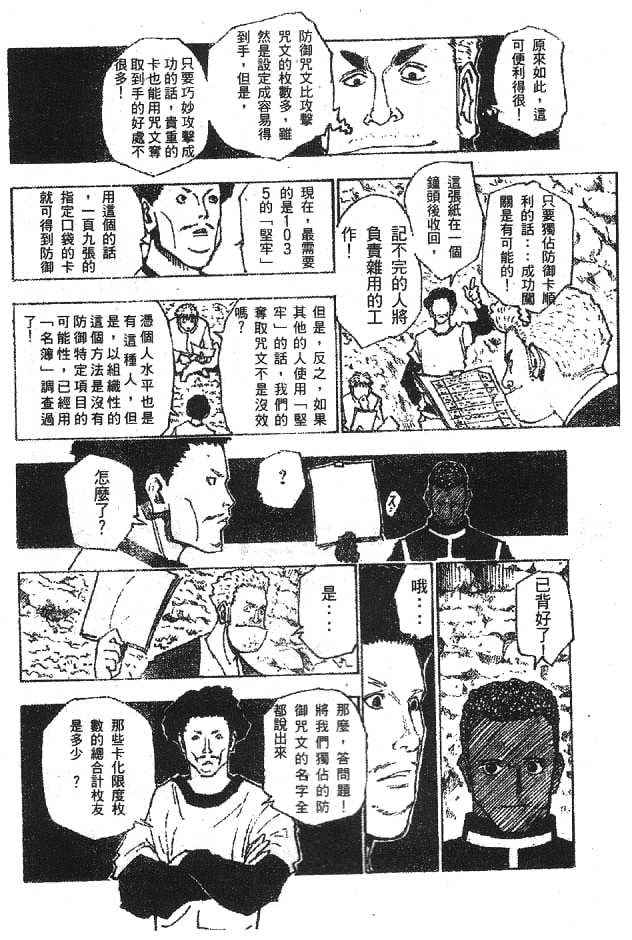 原來如此，這
可便利得很！
防御咒文比攻擊
咒文的枚數多，雖
然是設定成容易得
到手，但是，
只要巧妙攻擊成
功的話，貴重的
卡也能用咒文奪
取到手的好處不
很多！
只要獨佔防御卡順
利的話…成功闖
關是有可能的！
這張紙在一個
鐘頭後收回，
記不完的人將
負責雜用的工
作！
現在，最需要
的是103
5的「堅牢」
用這個的話
，一頁九張的
指定口袋的卡
就可得到防御
但是，反之，如果
其他的人使用「堅
牢」的話，我們的
奪取咒文不是沒效
嗎？
憑個人水平也是
有這種人，但
是，以組織性的
這個方法是沒有
防御特定項目的
可能性，已經用
「名簿」調查過
了！
？
怎麼了？
已背好了！
哦…
是…
那麼，答問題！
將我們獨佔的防
御咒文的名字全
都說出來
那些卡化限度枚
數的總合計枚友
是多少 ？